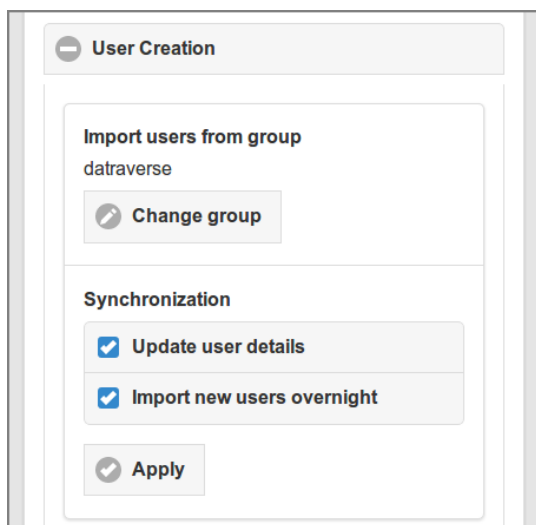 User Creation
Import users from group
datraverse
Change group
Synchronization
Update user details
Import new users overnight
Apply